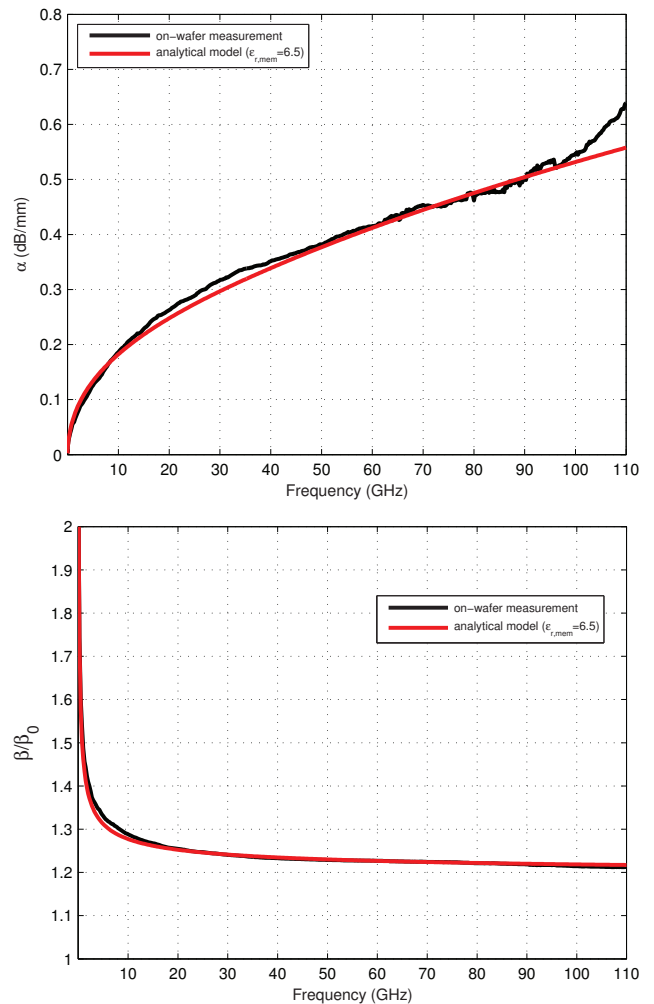 0.8
0.7
0.6
0.5
0.4
0.3
0.2
0.1
0
α (dB/mm)
on-wafer measurement
analytical model (ε_{r,mem}=6.5)
10 20 30 40 50 60 70 80 90 100 110
Frequency (GHz)
2
1.9
1.8
1.7
1.6
1.5
1.4
1.3
1.2
1.1
1
β/β_0
on-wafer measurement
analytical model (ε_{r,mem}=6.5)
10 20 30 40 50 60 70 80 90 100 110
Frequency (GHz)